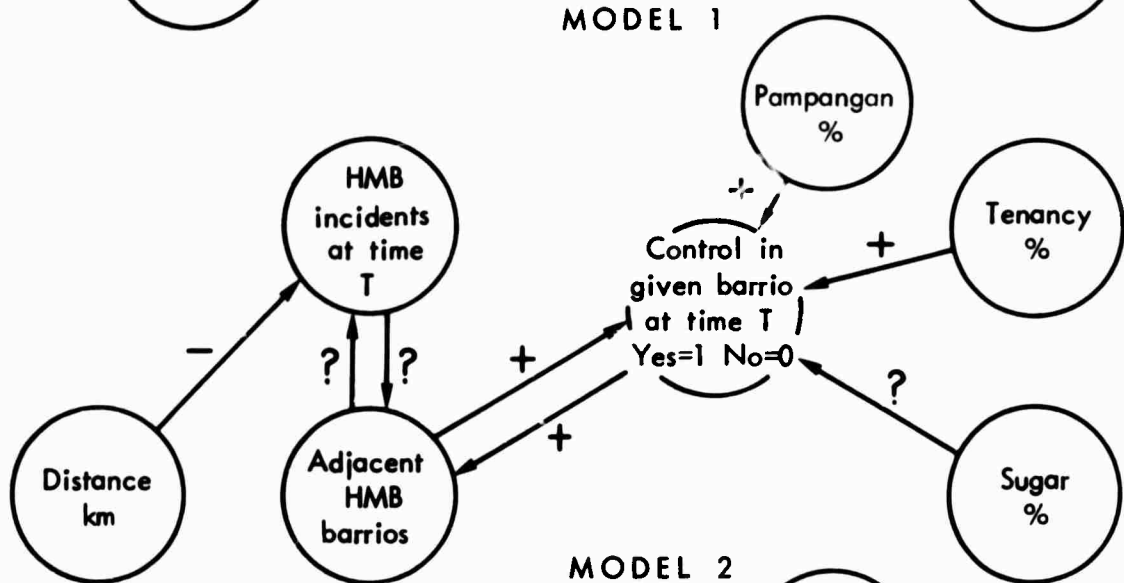 MODEL 1
Pampangan
%
+
HMB
incidents
at time
T
Tenancy
%
+
Control in
given barrio
at time T
Yes=1 No=0
−
?
?
+
+
?
Distance
km
Adjacent
HMB
barrios
Sugar
%
MODEL 2